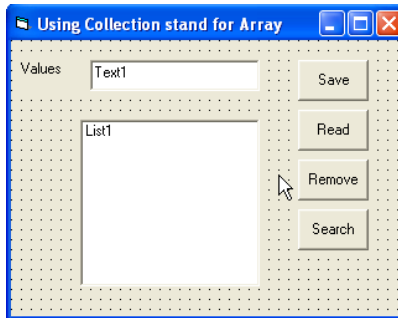 Using Collection stand for Array
Values
Text1
Save
List1
Read
Remove
Search